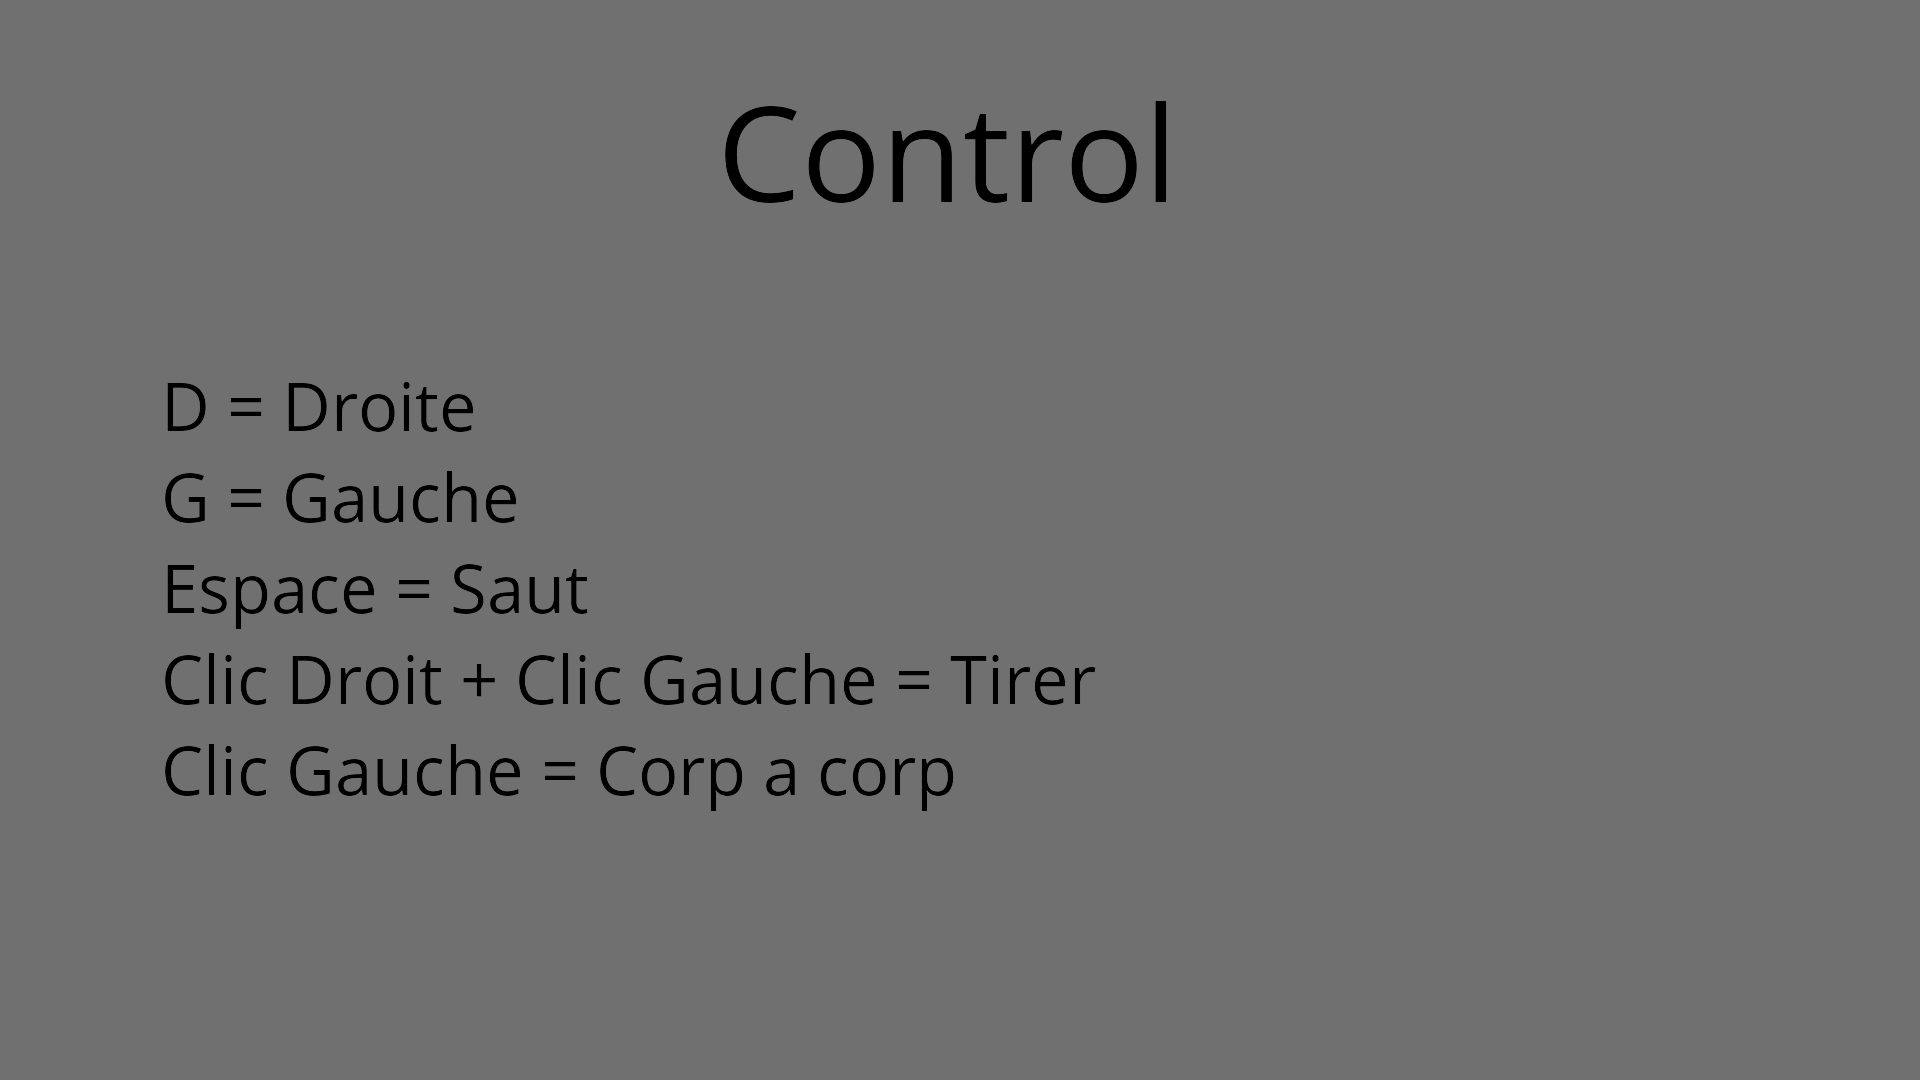 Control
D = Droite
G = Gauche
Espace = Saut
Clic Droit + Clic Gauche = Tirer
Clic Gauche = Corp a corp